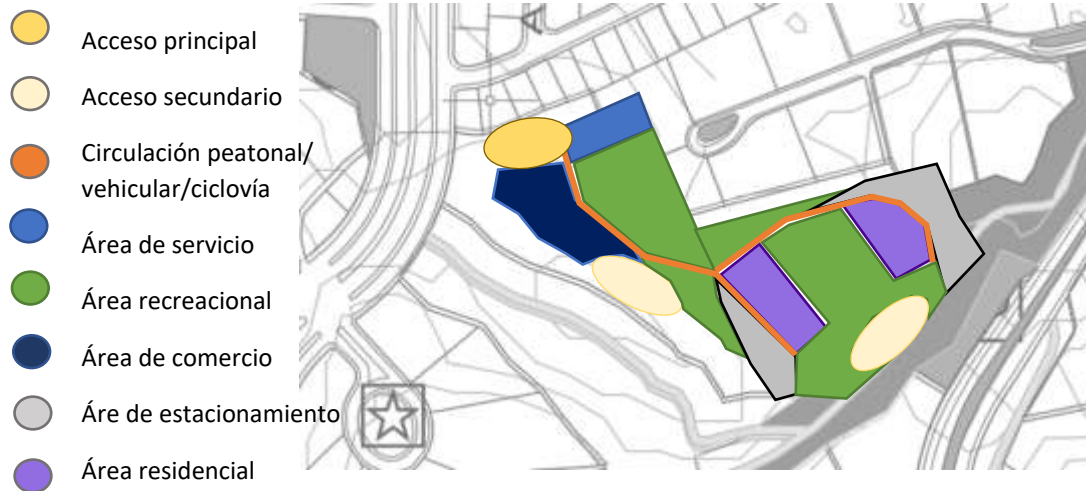 Acceso principal
Acceso secundario
Circulación peatonal/
vehicular/ciclovía
Área de servicio
Área recreacional
Área de comercio
Áre de estacionamiento
Área residencial